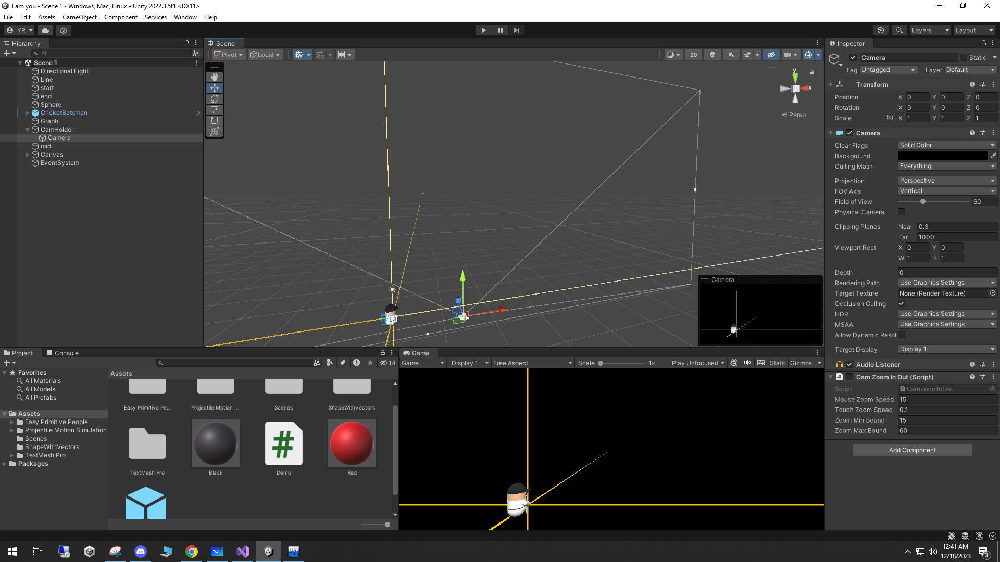 I am you - Scene 1 - Windows, Mac, Linux - Unity 2022.3.5f1 <DX11>
File Edit Assets GameObject Component Services Window Help
YR
Layers
Layout
Hierarchy
All
Scene 1
Directional Light
Line
start
end
Sphere
CricketBatsman
Graph
CamHolder
Camera
mid
Canvas
EventSystem
Scene
Pivot
Local
2D
y
x
Persp
Camera
Inspector
Camera
Static
Tag Untagged Layer Default
Transform
Position X 0 Y 0 Z 0
Rotation X 0 Y 0 Z 0
Scale X 1 Y 1 Z 1
Camera
Clear Flags Solid Color
Background
Culling Mask Everything
Projection Perspective
FOV Axis Vertical
Field of View 60
Physical Camera
Clipping Planes Near 0.3
Far 1000
Viewport Rect X 0 Y 0
W 1 H 1
Depth 0
Rendering Path Use Graphics Settings
Target Texture None (Render Texture)
Occlusion Culling
HDR Use Graphics Settings
MSAA Use Graphics Settings
Allow Dynamic Resol
Target Display Display 1
Audio Listener
Cam Zoom In Out (Script)
Script CamZoomInOut
Mouse Zoom Speed 15
Touch Zoom Speed 0.1
Zoom Min Bound 15
Zoom Max Bound 60
Add Component
Project
Console
14
Favorites
All Materials
All Models
All Prefabs
Assets
Easy Primitive People
Projectile Motion Simulation
Scenes
ShapeWithVectors
TextMesh Pro
Packages
Assets
Easy Primitive Pe...
Projectile Motion ...
Scenes
ShapeWithVectors
TextMesh Pro
Black
#
Demo
Red
Game
Game Display 1 Free Aspect Scale 1x Play Unfocused Stats Gizmos
DEV
12:41 AM
12/18/2023
3